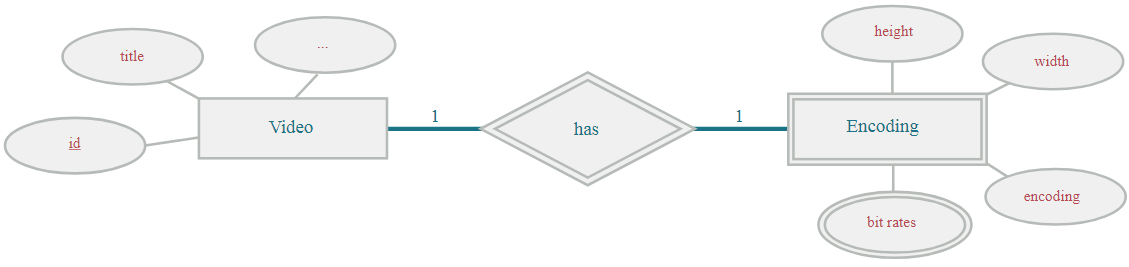 title
...
id
Video
1
has
1
Encoding
height
width
encoding
bit rates